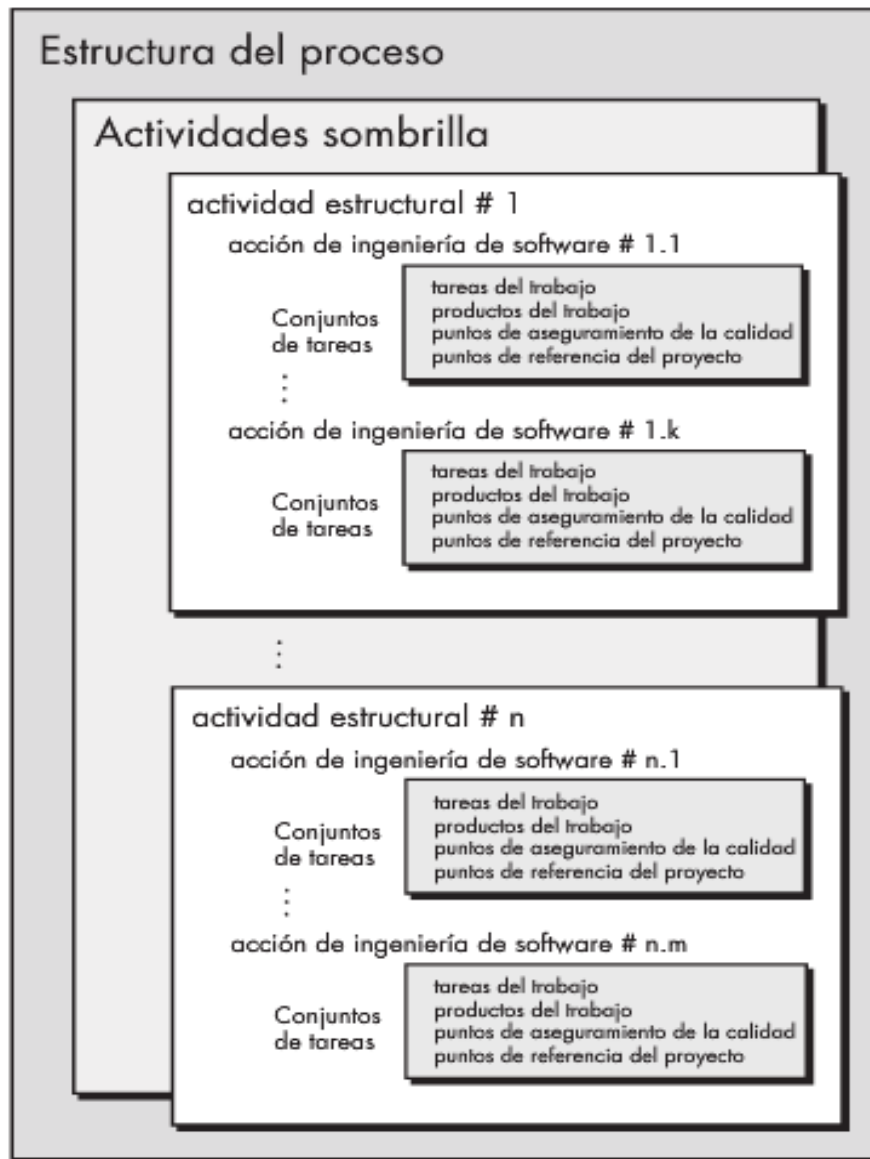 Estructura del proceso
Actividades sombrilla
actividad estructural # 1
acción de ingeniería de software # 1.1
Conjuntos
de tareas
tareas del trabajo
productos del trabajo
puntos de aseguramiento de la calidad
puntos de referencia del proyecto
acción de ingeniería de software # 1.k
Conjuntos
de tareas
tareas del trabajo
productos del trabajo
puntos de aseguramiento de la calidad
puntos de referencia del proyecto
actividad estructural # n
acción de ingeniería de software # n.1
Conjuntos
de tareas
tareas del trabajo
productos del trabajo
puntos de aseguramiento de la calidad
puntos de referencia del proyecto
acción de ingeniería de software # n.m
Conjuntos
de tareas
tareas del trabajo
productos del trabajo
puntos de aseguramiento de la calidad
puntos de referencia del proyecto